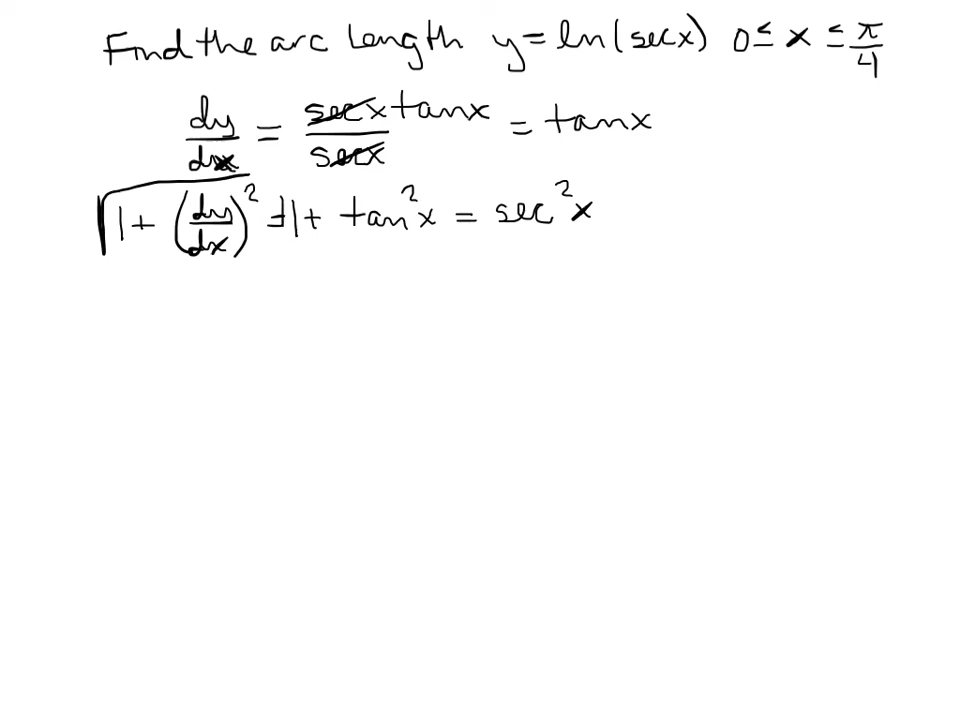 Find the arc length y = ln(secx) 0 ≤ x ≤ π/4
dy/dx = secx tanx / secx = tanx
√1 + (dy/dx)² = 1 + tan²x = sec²x